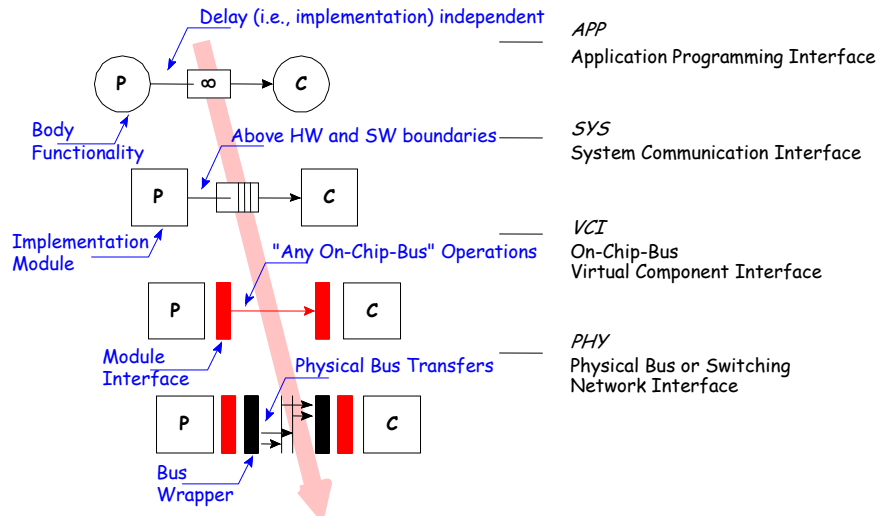 Delay (i.e., implementation) independent
APP
Application Programming Interface
P
∞
C
Body
Functionality
Above HW and SW boundaries
SYS
System Communication Interface
P
C
Implementation
Module
"Any On-Chip-Bus" Operations
VCI
On-Chip-Bus
Virtual Component Interface
P
C
Module
Interface
Physical Bus Transfers
PHY
Physical Bus or Switching
Network Interface
P
C
Bus
Wrapper